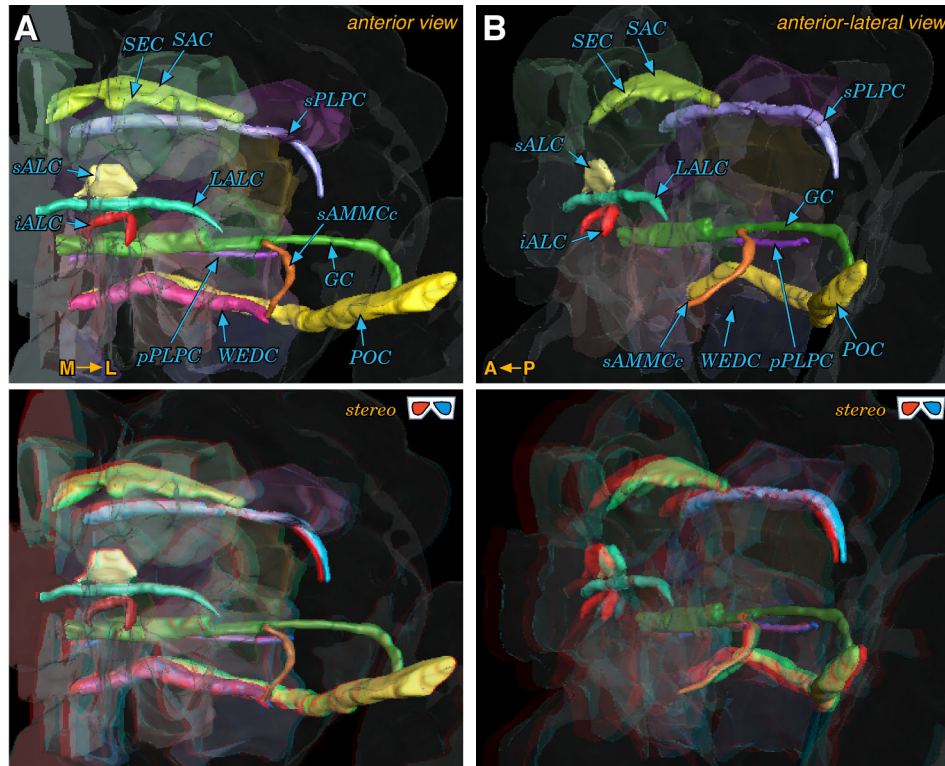 A
anterior view
SEC
SAC
sPLPC
sALC
LALC
sAMMCc
iALC
GC
pPLPC
WEDC
POC
M → L
B
anterior-lateral view
SEC
SAC
sPLPC
sALC
LALC
GC
iALC
sAMMCc
WEDC
pPLPC
POC
A ← P
stereo
stereo